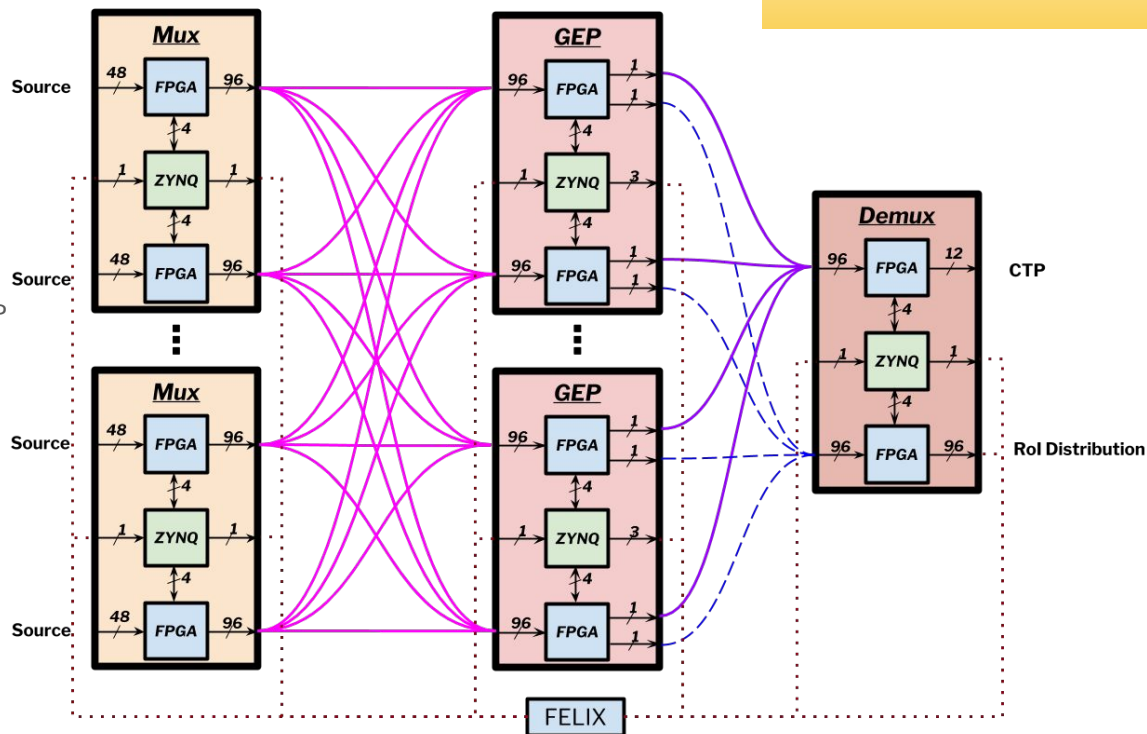 Mux
Source
48
FPGA
96
4
1
ZYNQ
1
4
Source
48
FPGA
96
Mux
Source
48
FPGA
96
4
1
ZYNQ
1
4
Source
48
FPGA
96
GEP
96
FPGA
1
1
4
1
ZYNQ
3
4
96
FPGA
1
1
GEP
96
FPGA
1
1
4
1
ZYNQ
3
4
96
FPGA
1
1
Demux
96
FPGA
12
CTP
4
1
ZYNQ
1
4
96
FPGA
96
RoI Distribution
FELIX